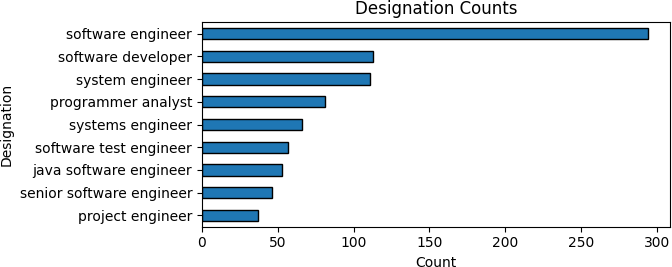 Designation Counts
software engineer
software developer
system engineer
programmer analyst
systems engineer
software test engineer
java software engineer
senior software engineer
project engineer
Designation
0 50 100 150 200 250 300
Count